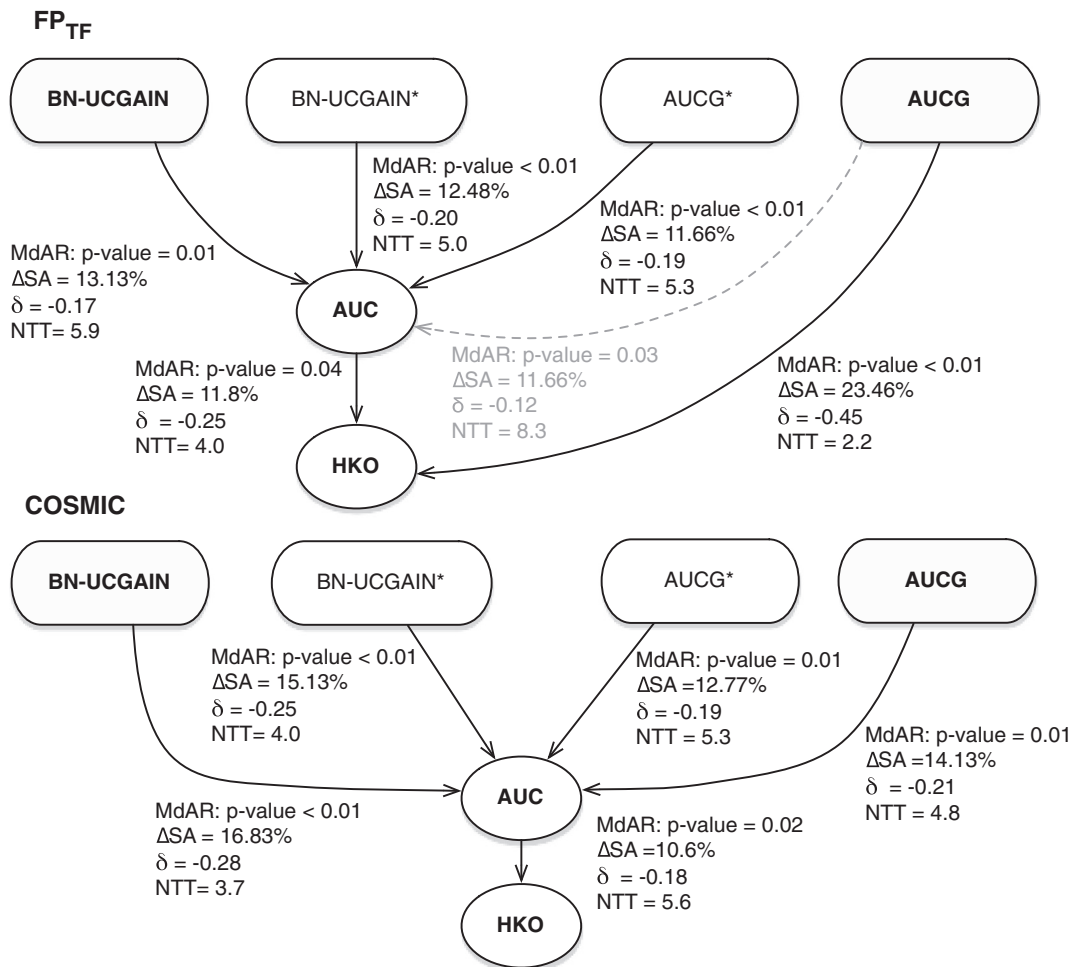 FP_TF
BN-UCGAIN
BN-UCGAIN*
AUCG*
AUCG
MdAR: p-value < 0.01
ΔSA = 12.48%
δ = -0.20
NTT = 5.0
MdAR: p-value < 0.01
ΔSA = 11.66%
δ = -0.19
NTT = 5.3
MdAR: p-value = 0.01
ΔSA = 13.13%
δ = -0.17
NTT= 5.9
AUC
MdAR: p-value = 0.03
ΔSA = 11.66%
δ = -0.12
NTT = 8.3
MdAR: p-value < 0.01
ΔSA = 23.46%
δ = -0.45
NTT = 2.2
MdAR: p-value = 0.04
ΔSA = 11.8%
δ = -0.25
NTT= 4.0
HKO
COSMIC
BN-UCGAIN
BN-UCGAIN*
AUCG*
AUCG
MdAR: p-value < 0.01
ΔSA = 15.13%
δ = -0.25
NTT= 4.0
MdAR: p-value = 0.01
ΔSA =12.77%
δ = -0.19
NTT = 5.3
MdAR: p-value = 0.01
ΔSA =14.13%
δ = -0.21
NTT = 4.8
AUC
MdAR: p-value < 0.01
ΔSA = 16.83%
δ = -0.28
NTT= 3.7
MdAR: p-value = 0.02
ΔSA =10.6%
δ = -0.18
NTT = 5.6
HKO